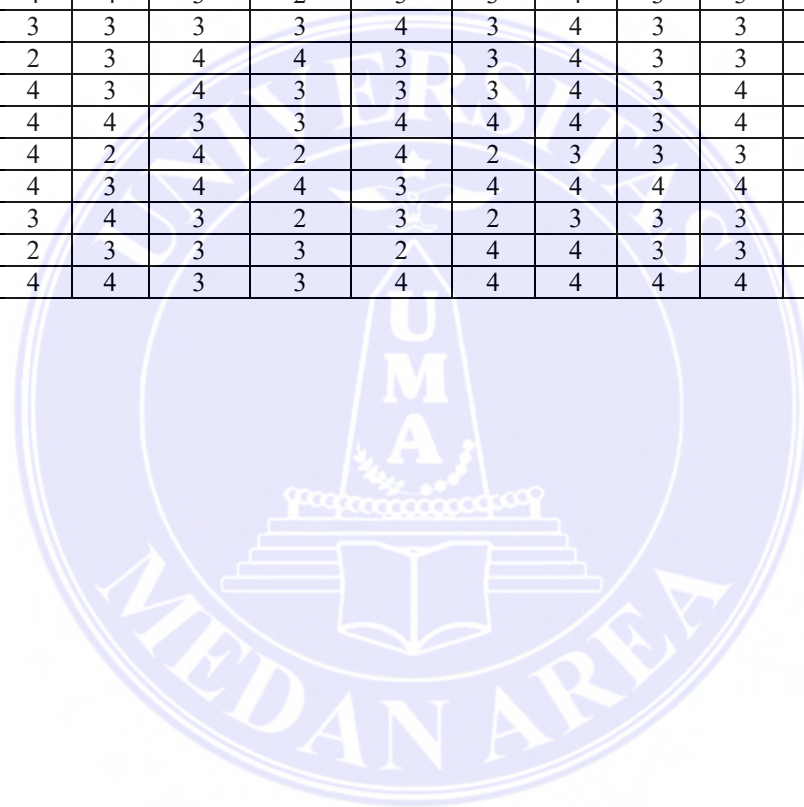 3 3 3 3 4 3 4 3 3
2 3 4 4 3 3 4 3 3
4 3 4 3 3 3 4 3 4
4 4 3 3 4 4 4 3 4
4 2 4 2 4 2 3 3 3
4 3 4 4 3 4 4 4 4
3 4 3 2 3 2 3 3 3
2 3 3 3 2 4 4 3 3
4 4 3 3 4 4 4 4 4
UNIVERSITAS
UMA
MEDAN AREA